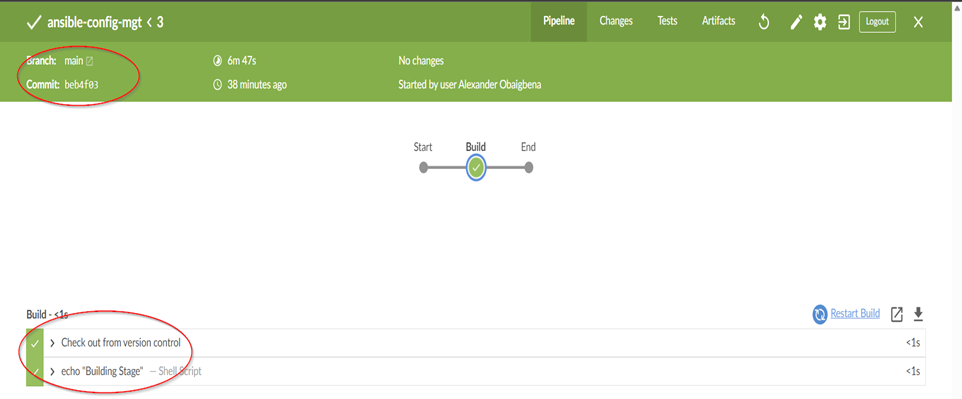 ansible-config-mgt < 3
Pipeline Changes Tests Artifacts Logout
Branch: main 6m 47s No changes
Commit: beb4f03 38 minutes ago Started by user Alexander Obaigbena
Start Build End
Build - <1s Restart Build
Check out from version control <1s
echo "Building Stage" -- Shell Script <1s